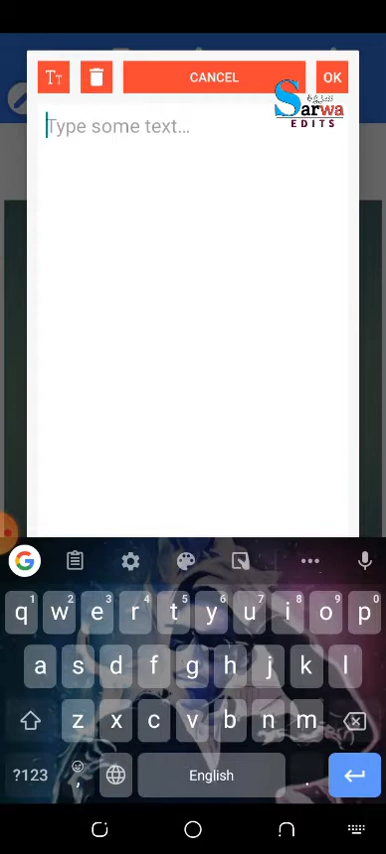 TT
CANCEL
OK
Sarwa
EDITS
Type some text...
G
1 2 3 4 5 6 7 8 9 0
q w e r t y u i o p
a s d f g h j k l
z x c v b n m
?123 , English .